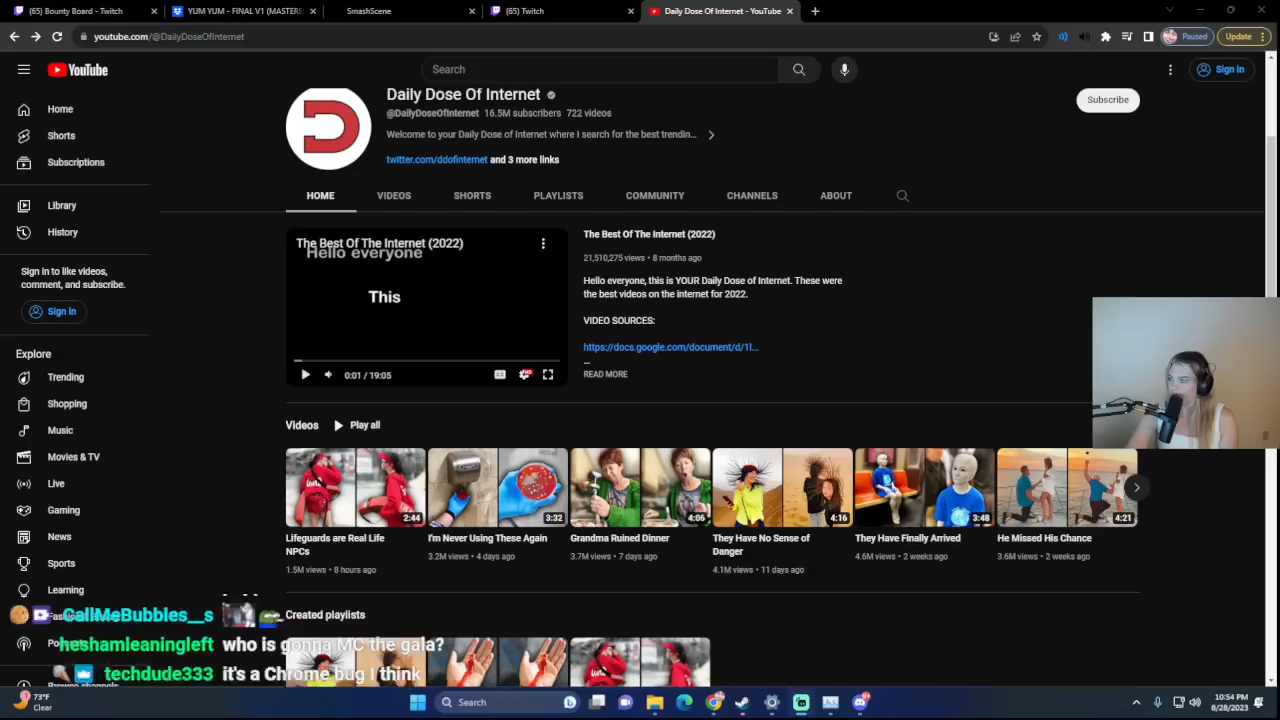 (65) Bounty Board - Twitch
YUM YUM - FINAL V1 (MASTERE
SmashScene
(65) Twitch
Daily Dose Of Internet - YouTube
youtube.com/@DailyDoseOfInternet
Paused
Update
YouTube
Search
Sign in
Home
Shorts
Subscriptions
Library
History
Sign in to like videos,
comment, and subscribe.
Sign in
Explore
Trending
Shopping
Music
Movies & TV
Live
Gaming
News
Sports
Learning
Daily Dose Of Internet
@DailyDoseOfInternet 16.5M subscribers 722 videos
Welcome to your Daily Dose of Internet where I search for the best trendin...
twitter.com/ddofinternet and 3 more links
Subscribe
HOME VIDEOS SHORTS PLAYLISTS COMMUNITY CHANNELS ABOUT
The Best Of The Internet (2022)
Hello everyone
This
0:01 / 19:05
The Best Of The Internet (2022)
21,510,275 views • 8 months ago
Hello everyone, this is YOUR Daily Dose of Internet. These were
the best videos on the internet for 2022.
VIDEO SOURCES:
https://docs.google.com/document/d/1l...
...
READ MORE
Videos Play all
2:44
Lifeguards are Real Life
NPCs
1.5M views • 8 hours ago
3:32
I'm Never Using These Again
3.2M views • 4 days ago
4:06
Grandma Ruined Dinner
3.7M views • 7 days ago
4:16
They Have No Sense of
Danger
4.1M views • 11 days ago
3:48
They Have Finally Arrived
4.6M views • 2 weeks ago
4:21
He Missed His Chance
3.6M views • 2 weeks ago
Created playlists
CallMeBubbles__s
heshamleaningleft who is gonna MC the gala?
techdude333 it's a Chrome bug I think
73°F
Clear
Search
10:54 PM
8/28/2023